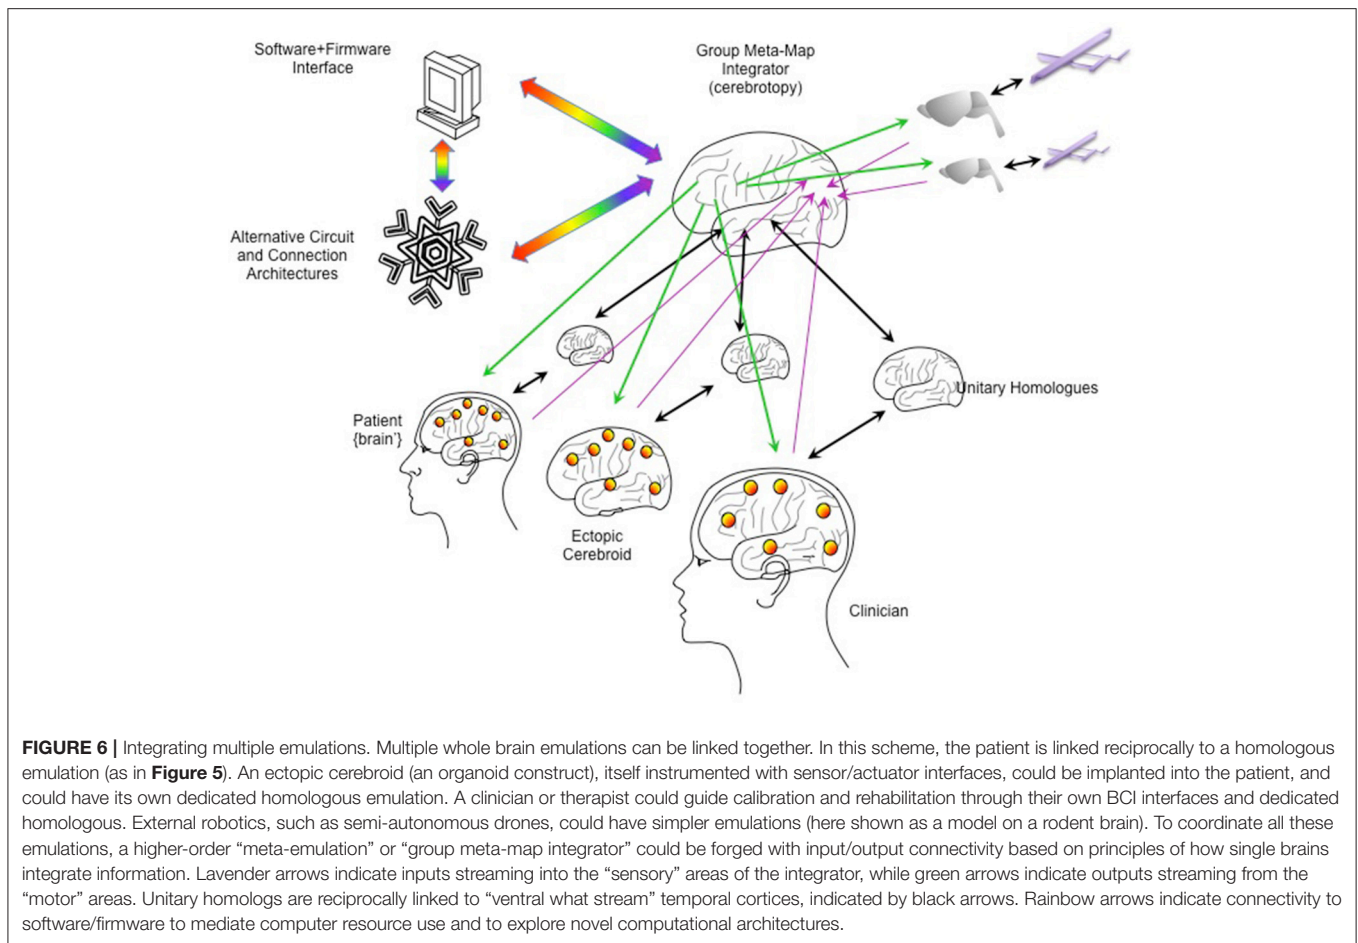 Software+Firmware
Interface
Group Meta-Map
Integrator
(cerebrotopy)
Alternative Circuit
and Connection
Architectures
Unitary Homologues
Patient
{brain'}
Ectopic
Cerebroid
Clinician
FIGURE 6 | Integrating multiple emulations. Multiple whole brain emulations can be linked together. In this scheme, the patient is linked reciprocally to a homologous
emulation (as in Figure 5). An ectopic cerebroid (an organoid construct), itself instrumented with sensor/actuator interfaces, could be implanted into the patient, and
could have its own dedicated homologous emulation. A clinician or therapist could guide calibration and rehabilitation through their own BCI interfaces and dedicated
homologous. External robotics, such as semi-autonomous drones, could have simpler emulations (here shown as a model on a rodent brain). To coordinate all these
emulations, a higher-order “meta-emulation” or “group meta-map integrator” could be forged with input/output connectivity based on principles of how single brains
integrate information. Lavender arrows indicate inputs streaming into the “sensory” areas of the integrator, while green arrows indicate outputs streaming from the
“motor” areas. Unitary homologs are reciprocally linked to “ventral what stream” temporal cortices, indicated by black arrows. Rainbow arrows indicate connectivity to
software/firmware to mediate computer resource use and to explore novel computational architectures.